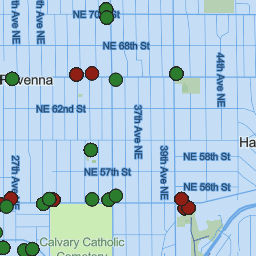 NE 70th St
NE 68th St
44th Ave NE
Ravenna
NE 62nd St
37th Ave NE
39th Ave NE
Ha
NE 58th St
NE 57th St
27th Ave NE
NE 56th St
Calvary Catholic
Cemetery